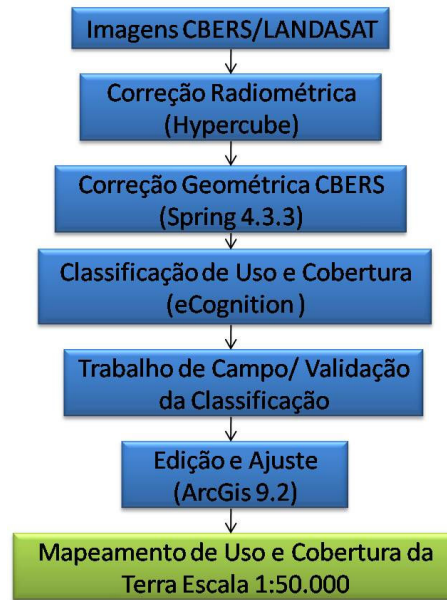 Imagens CBERS/LANDASAT
Correção Radiométrica
(Hypercube)
Correção Geométrica CBERS
(Spring 4.3.3)
Classificação de Uso e Cobertura
(eCognition )
Trabalho de Campo/ Validação
da Classificação
Edição e Ajuste
(ArcGis 9.2)
Mapeamento de Uso e Cobertura da
Terra Escala 1:50.000